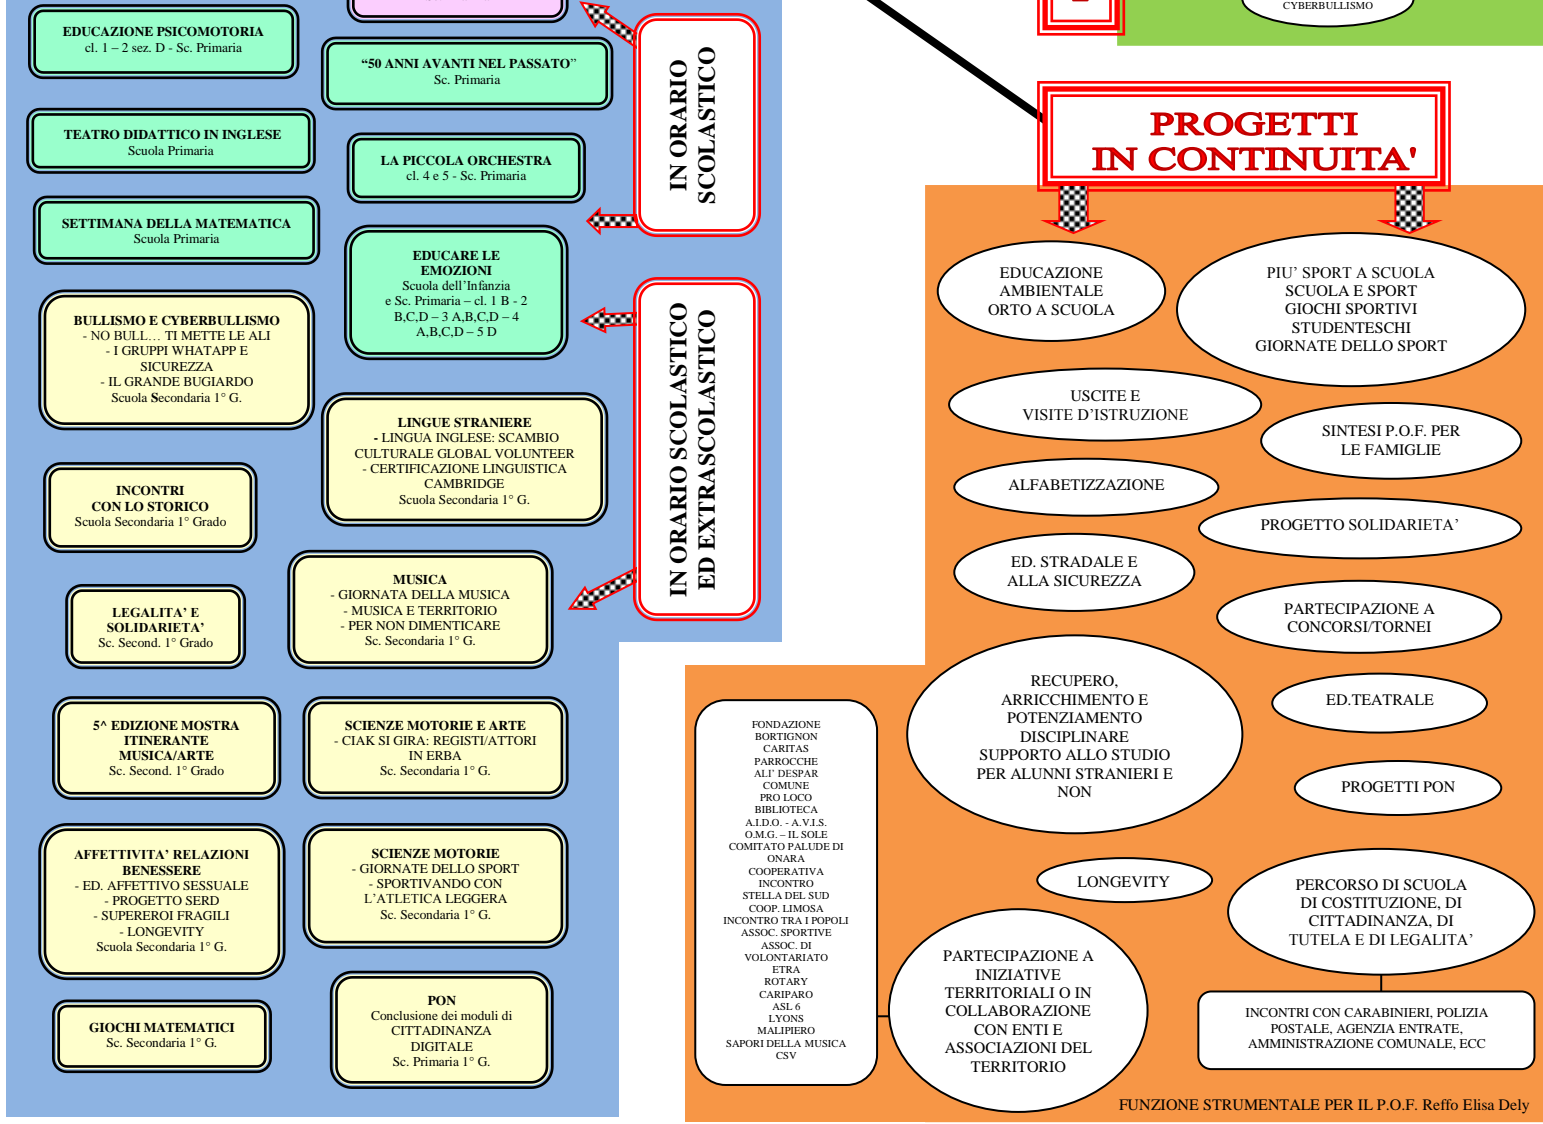 CYBERBULLISMO
EDUCAZIONE PSICOMOTORIA
cl. 1 – 2 sez. D - Sc. Primaria
“50 ANNI AVANTI NEL PASSATO”
Sc. Primaria
TEATRO DIDATTICO IN INGLESE
Scuola Primaria
LA PICCOLA ORCHESTRA
cl. 4 e 5 - Sc. Primaria
SETTIMANA DELLA MATEMATICA
Scuola Primaria
EDUCARE LE
EMOZIONI
Scuola dell'Infanzia
e Sc. Primaria – cl. 1 B - 2
B,C,D – 3 A,B,C,D – 4
A,B,C,D – 5 D
BULLISMO E CYBERBULLISMO
- NO BULL… TI METTE LE ALI
- I GRUPPI WHATAPP E
SICUREZZA
- IL GRANDE BUGIARDO
Scuola Secondaria 1° G.
LINGUE STRANIERE
- LINGUA INGLESE: SCAMBIO
CULTURALE GLOBAL VOLUNTEER
- CERTIFICAZIONE LINGUISTICA
CAMBRIDGE
Scuola Secondaria 1° G.
INCONTRI
CON LO STORICO
Scuola Secondaria 1° Grado
MUSICA
- GIORNATA DELLA MUSICA
- MUSICA E TERRITORIO
- PER NON DIMENTICARE
Sc. Secondaria 1° G.
LEGALITA’ E
SOLIDARIETA’
Sc. Second. 1° Grado
5^ EDIZIONE MOSTRA
ITINERANTE
MUSICA/ARTE
Sc. Second. 1° Grado
SCIENZE MOTORIE E ARTE
- CIAK SI GIRA: REGISTI/ATTORI
IN ERBA
Sc. Secondaria 1° G.
AFFETTIVITA’ RELAZIONI
BENESSERE
- ED. AFFETTIVO SESSUALE
- PROGETTO SERD
- SUPEREROI FRAGILI
- LONGEVITY
Scuola Secondaria 1° G.
SCIENZE MOTORIE
- GIORNATE DELLO SPORT
- SPORTIVANDO CON
L’ATLETICA LEGGERA
Sc. Secondaria 1° G.
GIOCHI MATEMATICI
Sc. Secondaria 1° G.
PON
Conclusione dei moduli di
CITTADINANZA
DIGITALE
Sc. Primaria 1° G.
IN ORARIO
SCOLASTICO
IN ORARIO SCOLASTICO
ED EXTRASCOLASTICO
PROGETTI
IN CONTINUITA'
EDUCAZIONE
AMBIENTALE
ORTO A SCUOLA
PIU’ SPORT A SCUOLA
SCUOLA E SPORT
GIOCHI SPORTIVI
STUDENTESCHI
GIORNATE DELLO SPORT
USCITE E
VISITE D’ISTRUZIONE
SINTESI P.O.F. PER
LE FAMIGLIE
ALFABETIZZAZIONE
PROGETTO SOLIDARIETA’
ED. STRADALE E
ALLA SICUREZZA
PARTECIPAZIONE A
CONCORSI/TORNEI
RECUPERO,
ARRICCHIMENTO E
POTENZIAMENTO
DISCIPLINARE
SUPPORTO ALLO STUDIO
PER ALUNNI STRANIERI E
NON
ED.TEATRALE
PROGETTI PON
LONGEVITY
PERCORSO DI SCUOLA
DI COSTITUZIONE, DI
CITTADINANZA, DI
TUTELA E DI LEGALITA’
INCONTRI CON CARABINIERI, POLIZIA
POSTALE, AGENZIA ENTRATE,
AMMINISTRAZIONE COMUNALE, ECC
FONDAZIONE
BORTIGNON
CARITAS
PARROCCHE
ALI’ DESPAR
COMUNE
PRO LOCO
BIBLIOTECA
A.I.D.O. - A.V.I.S.
O.M.G. – IL SOLE
COMITATO PALUDE DI
ONARA
COOPERATIVA
INCONTRO
STELLA DEL SUD
COOP. LIMOSA
INCONTRO TRA I POPOLI
ASSOC. SPORTIVE
ASSOC. DI
VOLONTARIATO
ETRA
ROTARY
CARIPARO
ASL 6
LYONS
MALIPIERO
SAPORI DELLA MUSICA
CSV
PARTECIPAZIONE A
INIZIATIVE
TERRITORIALI O IN
COLLABORAZIONE
CON ENTI E
ASSOCIAZIONI DEL
TERRITORIO
FUNZIONE STRUMENTALE PER IL P.O.F. Reffo Elisa Dely